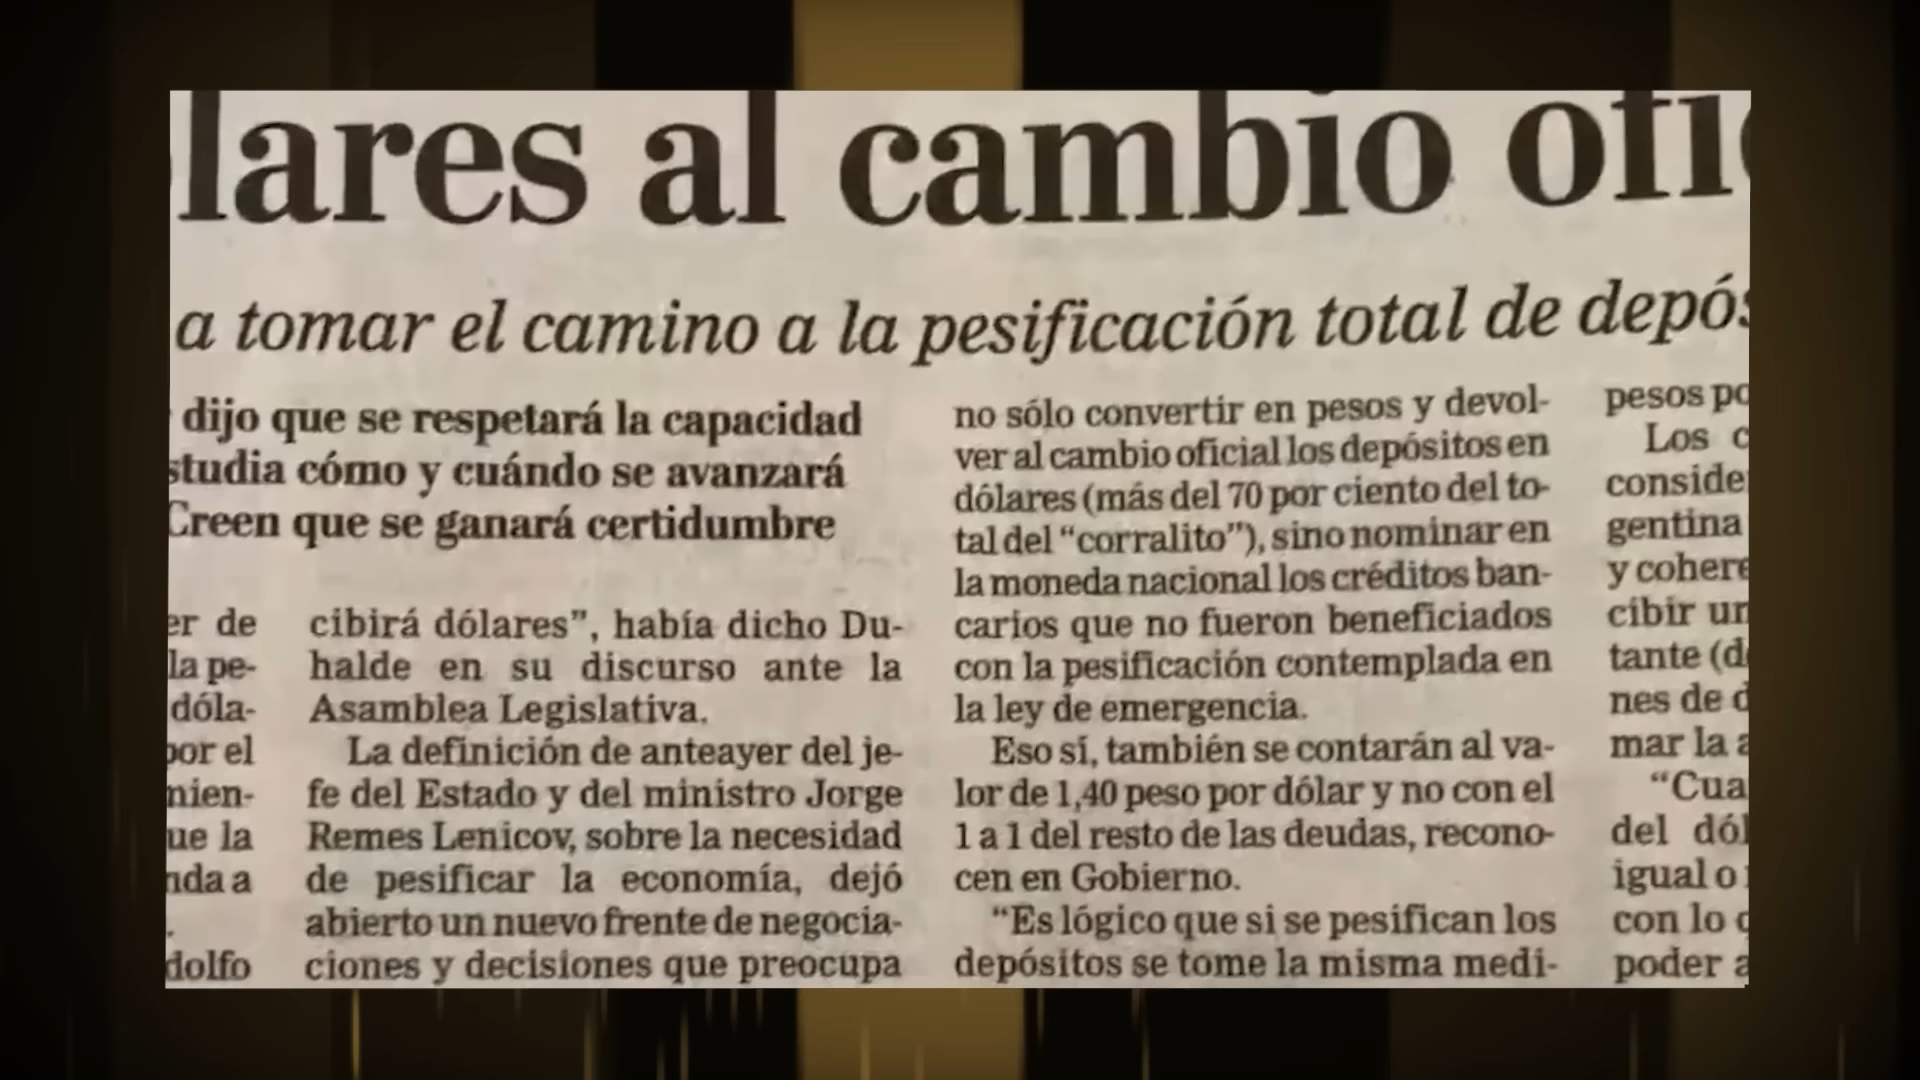 lares al cambio ofi
a tomar el camino a la pesificación total de depós
dijo que se respetará la capacidad
studia cómo y cuándo se avanzará
Creen que se ganará certidumbre
er de
la pe-
dóla-
por el
mien-
ue la
nda a
dolfo
cibirá dólares”, había dicho Du-
halde en su discurso ante la
Asamblea Legislativa.
La definición de anteayer del je-
fe del Estado y del ministro Jorge
Remes Lenicov, sobre la necesidad
de pesificar la economía, dejó
abierto un nuevo frente de negocia-
ciones y decisiones que preocupa
no sólo convertir en pesos y devol-
ver al cambio oficial los depósitos en
dólares (más del 70 por ciento del to-
tal del “corralito”), sino nominar en
la moneda nacional los créditos ban-
carios que no fueron beneficiados
con la pesificación contemplada en
la ley de emergencia.
Eso sí, también se contarán al va-
lor de 1,40 peso por dólar y no con el
1 a 1 del resto de las deudas, recono-
cen en Gobierno.
“Es lógico que si se pesifican los
depósitos se tome la misma medi-
pesos po
Los c
conside
gentina
y cohere
cibir un
tante (d
nes de d
mar la a
“Cua
del dól
igual o
con lo
poder a